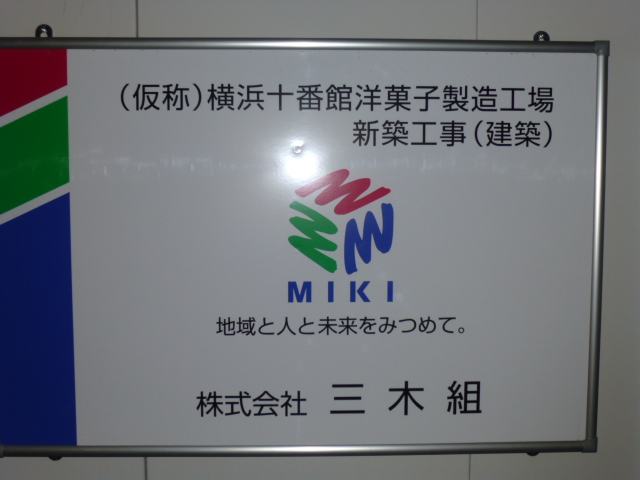 （仮称）横浜十番館洋菓子製造工場
新築工事（建築）
MIKI
地域と人と未来をみつめて。
株式会社 三木組